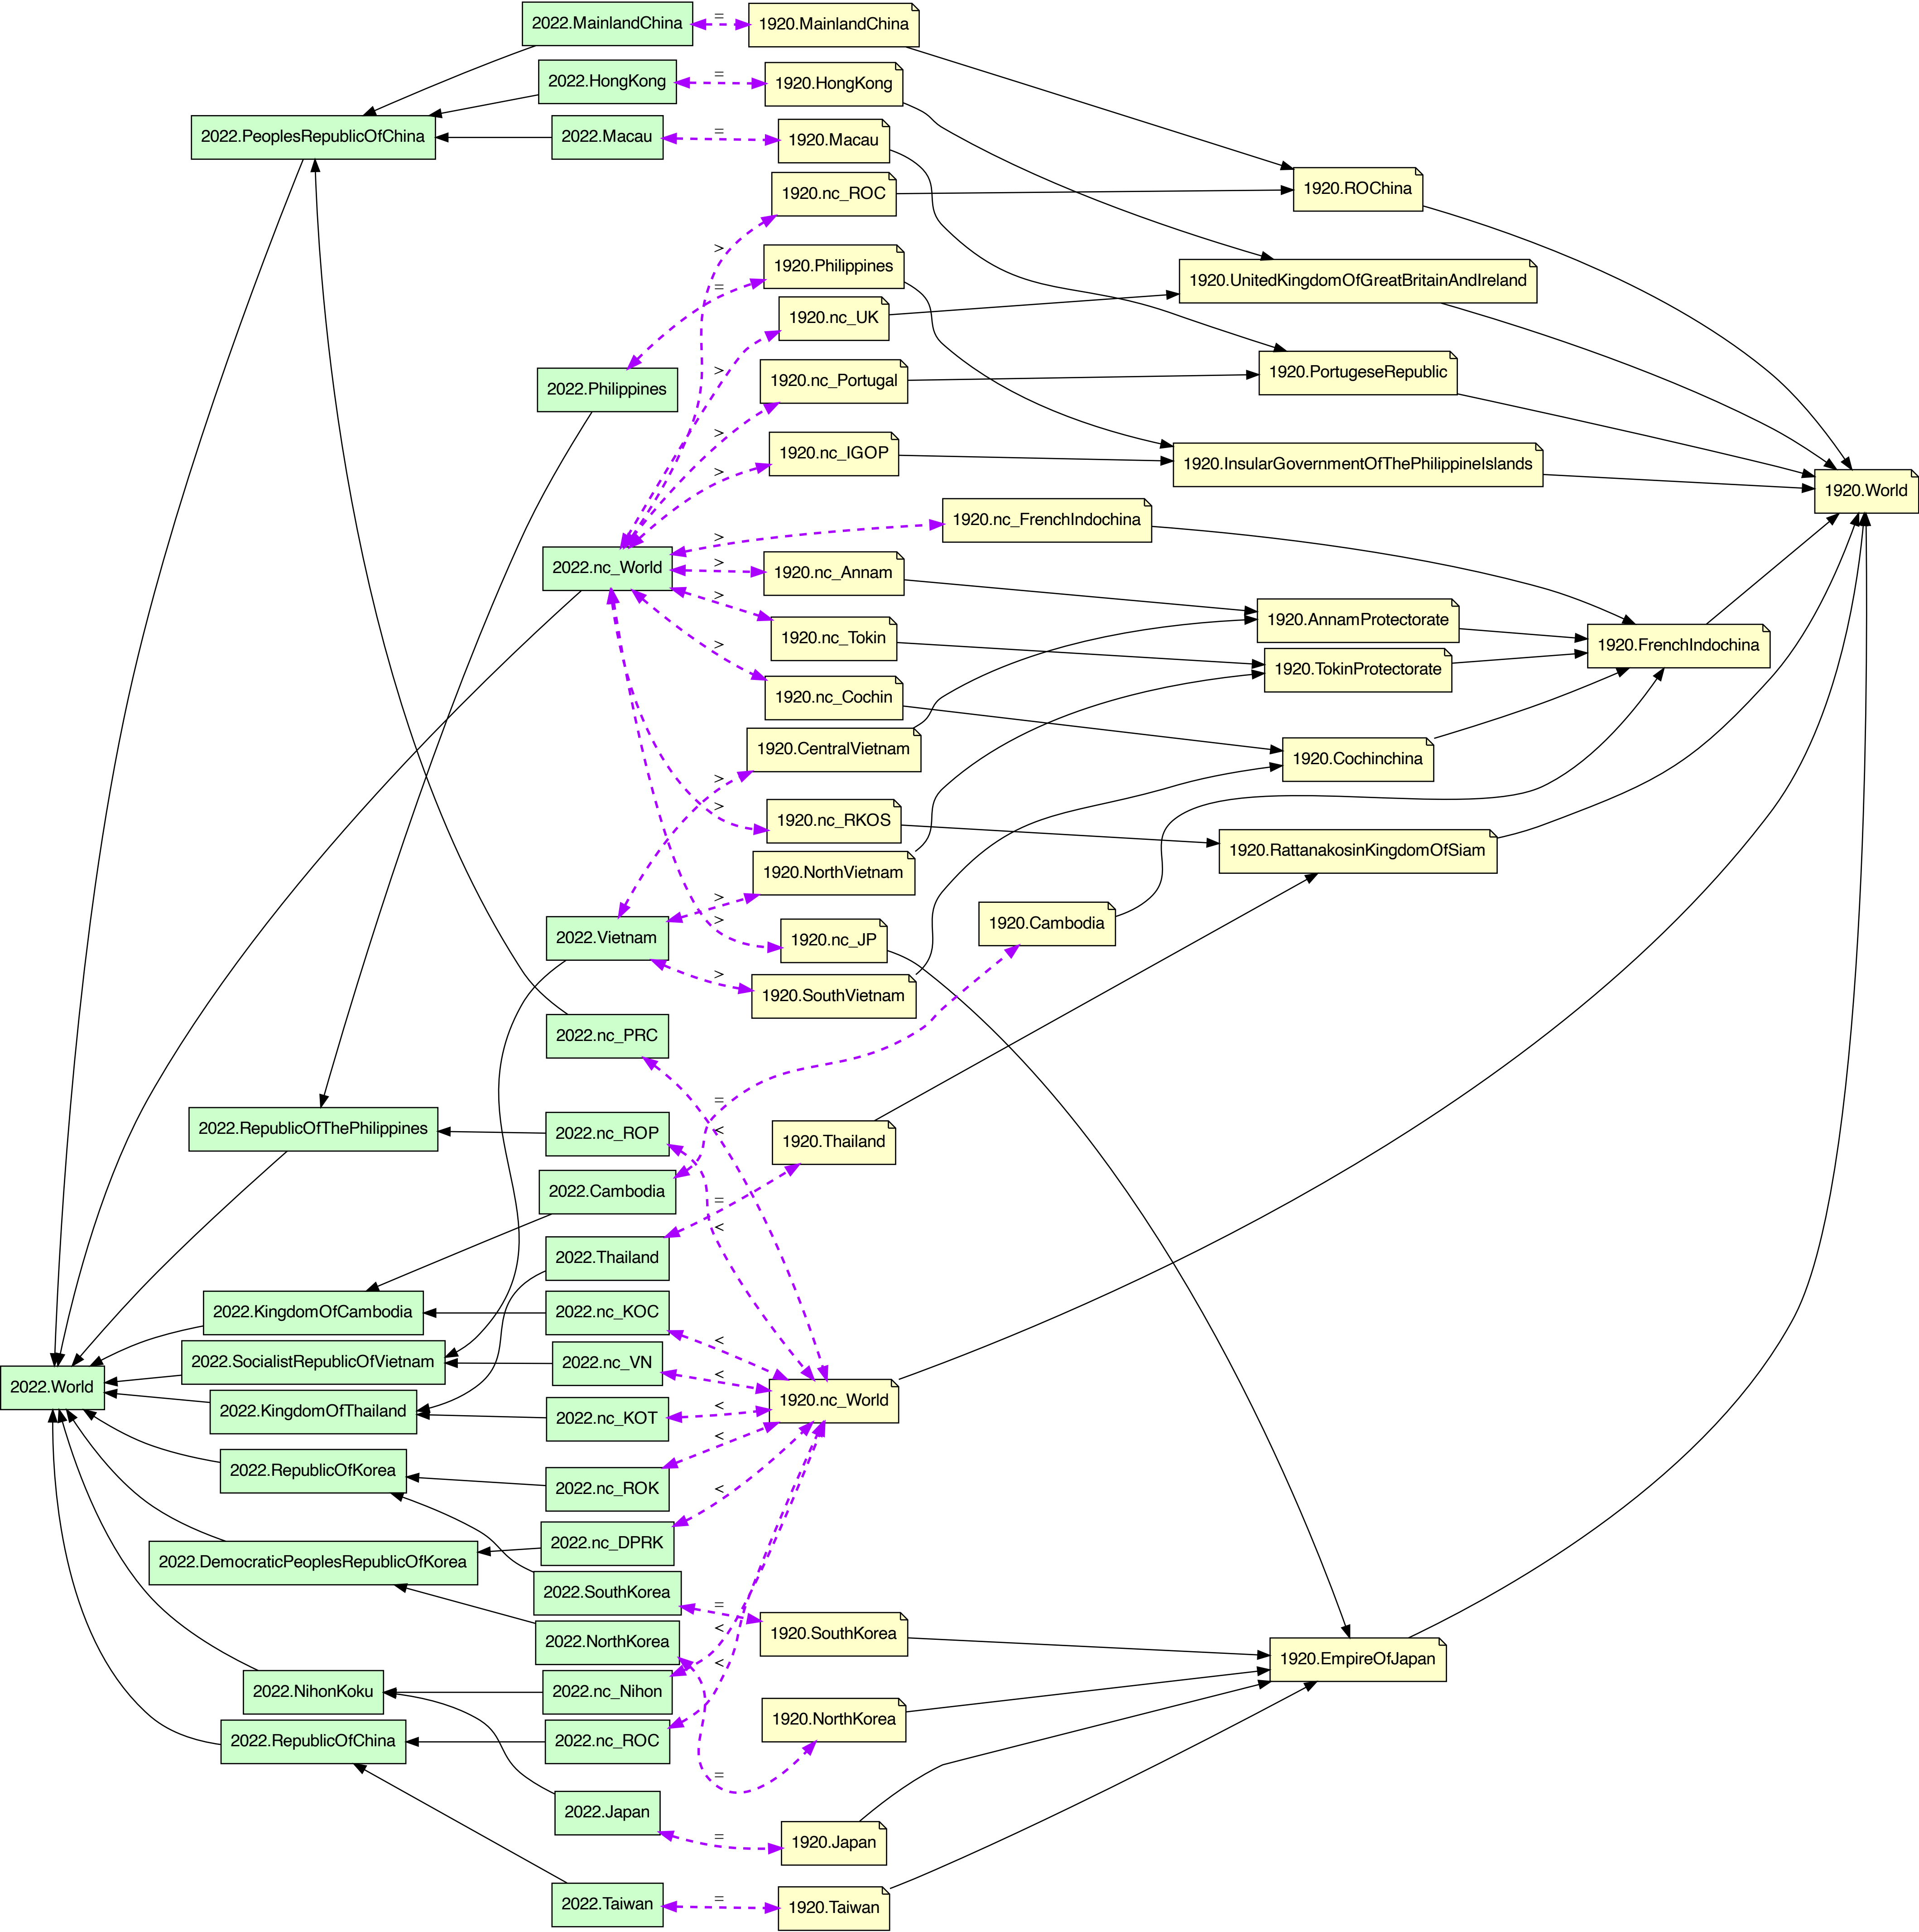 2022.MainlandChina
=
1920.MainlandChina
2022.HongKong
=
1920.HongKong
2022.PeoplesRepublicOfChina
2022.Macau
=
1920.Macau
1920.nc_ROC
1920.ROChina
>
1920.Philippines
=
1920.UnitedKingdomOfGreatBritainAndIreland
1920.nc_UK
>
2022.Philippines
1920.nc_Portugal
1920.PortugeseRepublic
>
1920.nc_IGOP
>
1920.InsularGovernmentOfThePhilippineIslands
1920.World
1920.nc_FrenchIndochina
>
2022.nc_World
>
1920.nc_Annam
>
1920.AnnamProtectorate
1920.nc_Tokin
>
1920.FrenchIndochina
1920.TokinProtectorate
1920.nc_Cochin
1920.CentralVietnam
1920.Cochinchina
>
>
1920.nc_RKOS
1920.RattanakosinKingdomOfSiam
1920.NorthVietnam
>
>
1920.Cambodia
2022.Vietnam
1920.nc_JP
>
1920.SouthVietnam
2022.nc_PRC
=
<
2022.RepublicOfThePhilippines
2022.nc_ROP
1920.Thailand
2022.Cambodia
=
<
2022.Thailand
2022.KingdomOfCambodia
2022.nc_KOC
<
2022.SocialistRepublicOfVietnam
2022.nc_VN
<
2022.World
1920.nc_World
2022.KingdomOfThailand
2022.nc_KOT
<
<
2022.RepublicOfKorea
2022.nc_ROK
<
2022.nc_DPRK
2022.DemocraticPeoplesRepublicOfKorea
2022.SouthKorea
=
<
1920.SouthKorea
2022.NorthKorea
1920.EmpireOfJapan
<
2022.NihonKoku
2022.nc_Nihon
1920.NorthKorea
2022.RepublicOfChina
2022.nc_ROC
=
2022.Japan
=
1920.Japan
2022.Taiwan
=
1920.Taiwan